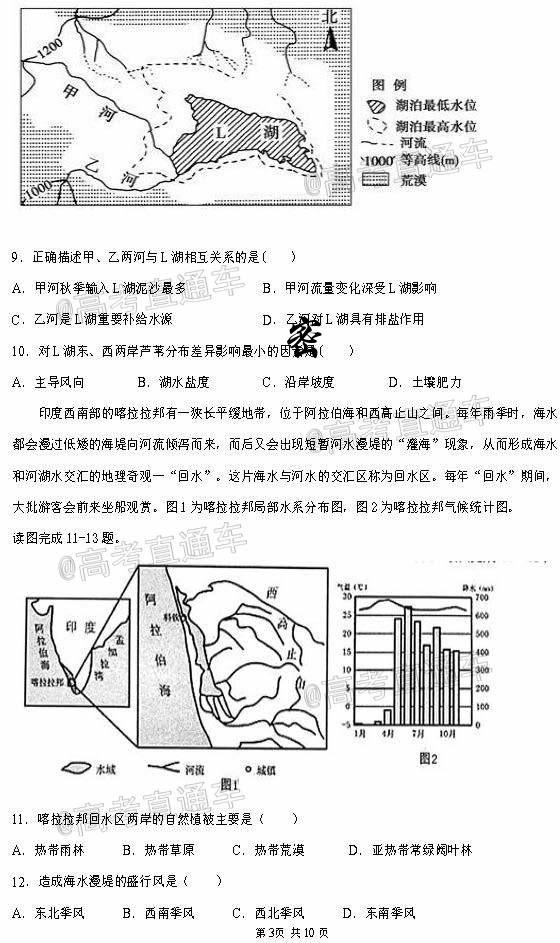 北
1200
甲
河
L 湖
乙
河
1000
图 例
湖泊最低水位
湖泊最高水位
河流
1000 等高线(m)
荒漠
@高考直通车
9．正确描述甲、乙两河与 L 湖相互关系的是(　　)
A．甲河秋季输入 L 湖泥沙最多　B．甲河流量变化深受 L 湖影响
C．乙河是 L 湖重要补给水源　D．乙河对 L 湖具有排盐作用
@高考直通车
密
10．对 L 湖东、西两岸芦苇分布差异影响最小的因素是(　　)
A．主导风向　B．湖水盐度　C．沿岸坡度　D．土壤肥力
印度西南部的喀拉拉邦有一狭长平缓地带，位于阿拉伯海和西高止山之间。每年雨季时，海水
都会漫过低矮的海堤向河流倾泻而来，而后又会出现短暂河水漫堤的“灌海”现象，从而形成海水
和河湖水交汇的地理奇观—“回水”。这片海水与河水的交汇区称为回水区。每年“回水”期间，
大批游客会前来坐船观赏。图 1 为喀拉拉邦局部水系分布图，图 2 为喀拉拉邦气候统计图。
读图完成 11-13 题。
@高考直通车
阿拉伯海
印度
孟加拉湾
喀拉拉邦
阿拉伯海
西高止山
水域
河流
城镇
图1
气温(℃)
降水(mm)
30
25
20
15
10
5
0
-5
700
600
500
400
300
200
100
0
1月 4月 7月 10月
图2
@高考直通车
11．喀拉拉邦回水区两岸的自然植被主要是（　　）
A．热带雨林　B．热带草原　C．热带荒漠　D．亚热带常绿阔叶林
12．造成海水漫堤的盛行风是（　　）
A．东北季风　B．西南季风　C．西北季风　D．东南季风
@高考直通车
第 3页 共 10 页